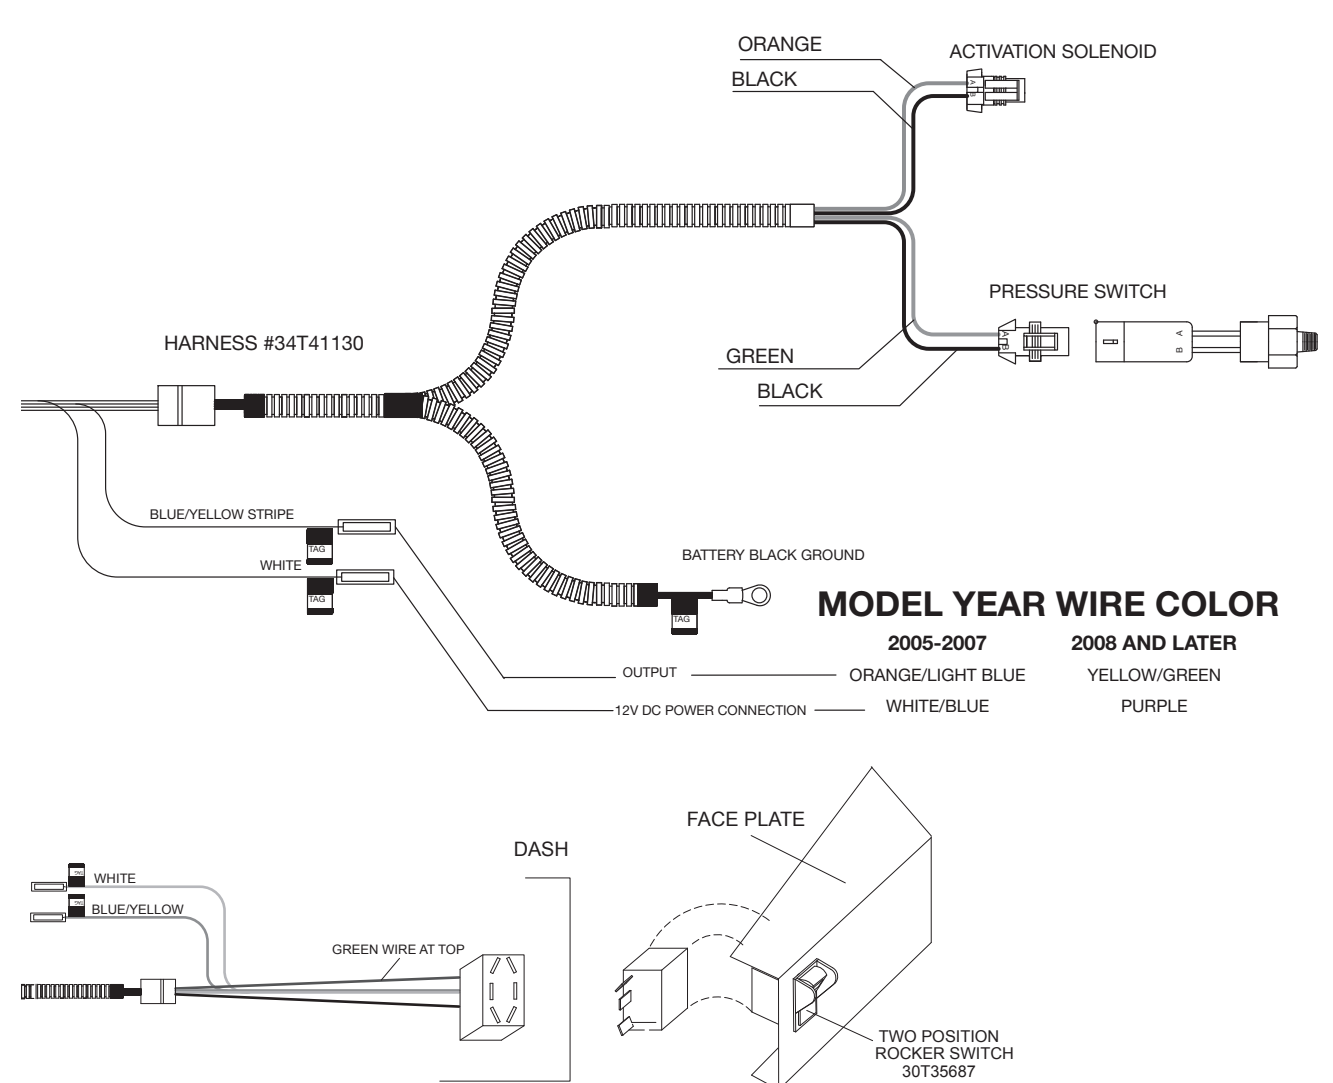 ORANGE
ACTIVATION SOLENOID
BLACK
A
B
PRESSURE SWITCH
HARNESS #34T41130
A
B
A
B
GREEN
BLACK
BLUE/YELLOW STRIPE
TAG
WHITE
TAG
BATTERY BLACK GROUND
TAG
MODEL YEAR WIRE COLOR
2005-2007 2008 AND LATER
OUTPUT ORANGE/LIGHT BLUE YELLOW/GREEN
12V DC POWER CONNECTION WHITE/BLUE PURPLE
FACE PLATE
DASH
TAG
WHITE
TAG
BLUE/YELLOW
GREEN WIRE AT TOP
TWO POSITION
ROCKER SWITCH
30T35687